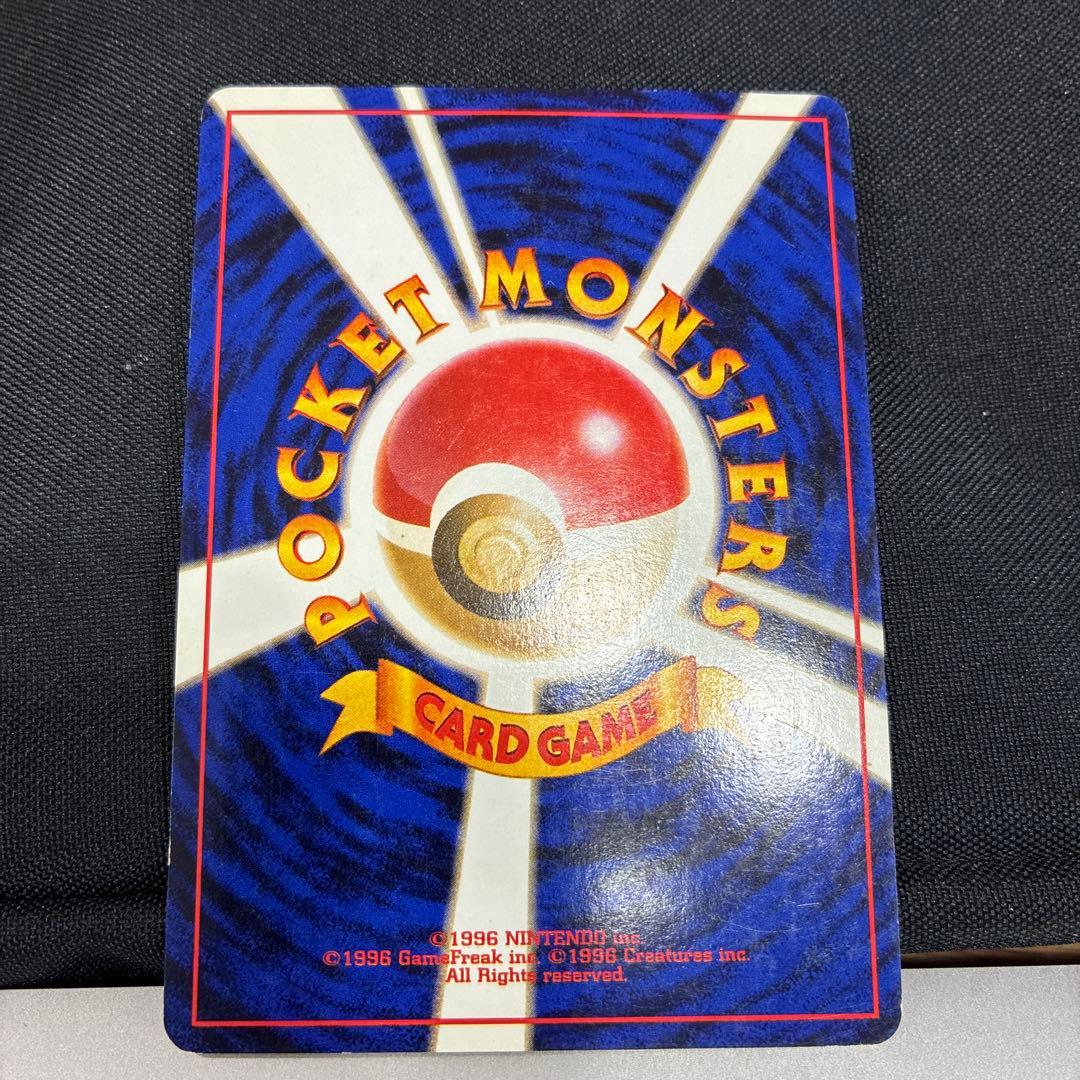 POCKET MONSTERS
CARD GAME
©1996 NINTENDO inc.
©1996 GameFreak inc. ©1996 Creatures inc.
All Rights reserved.